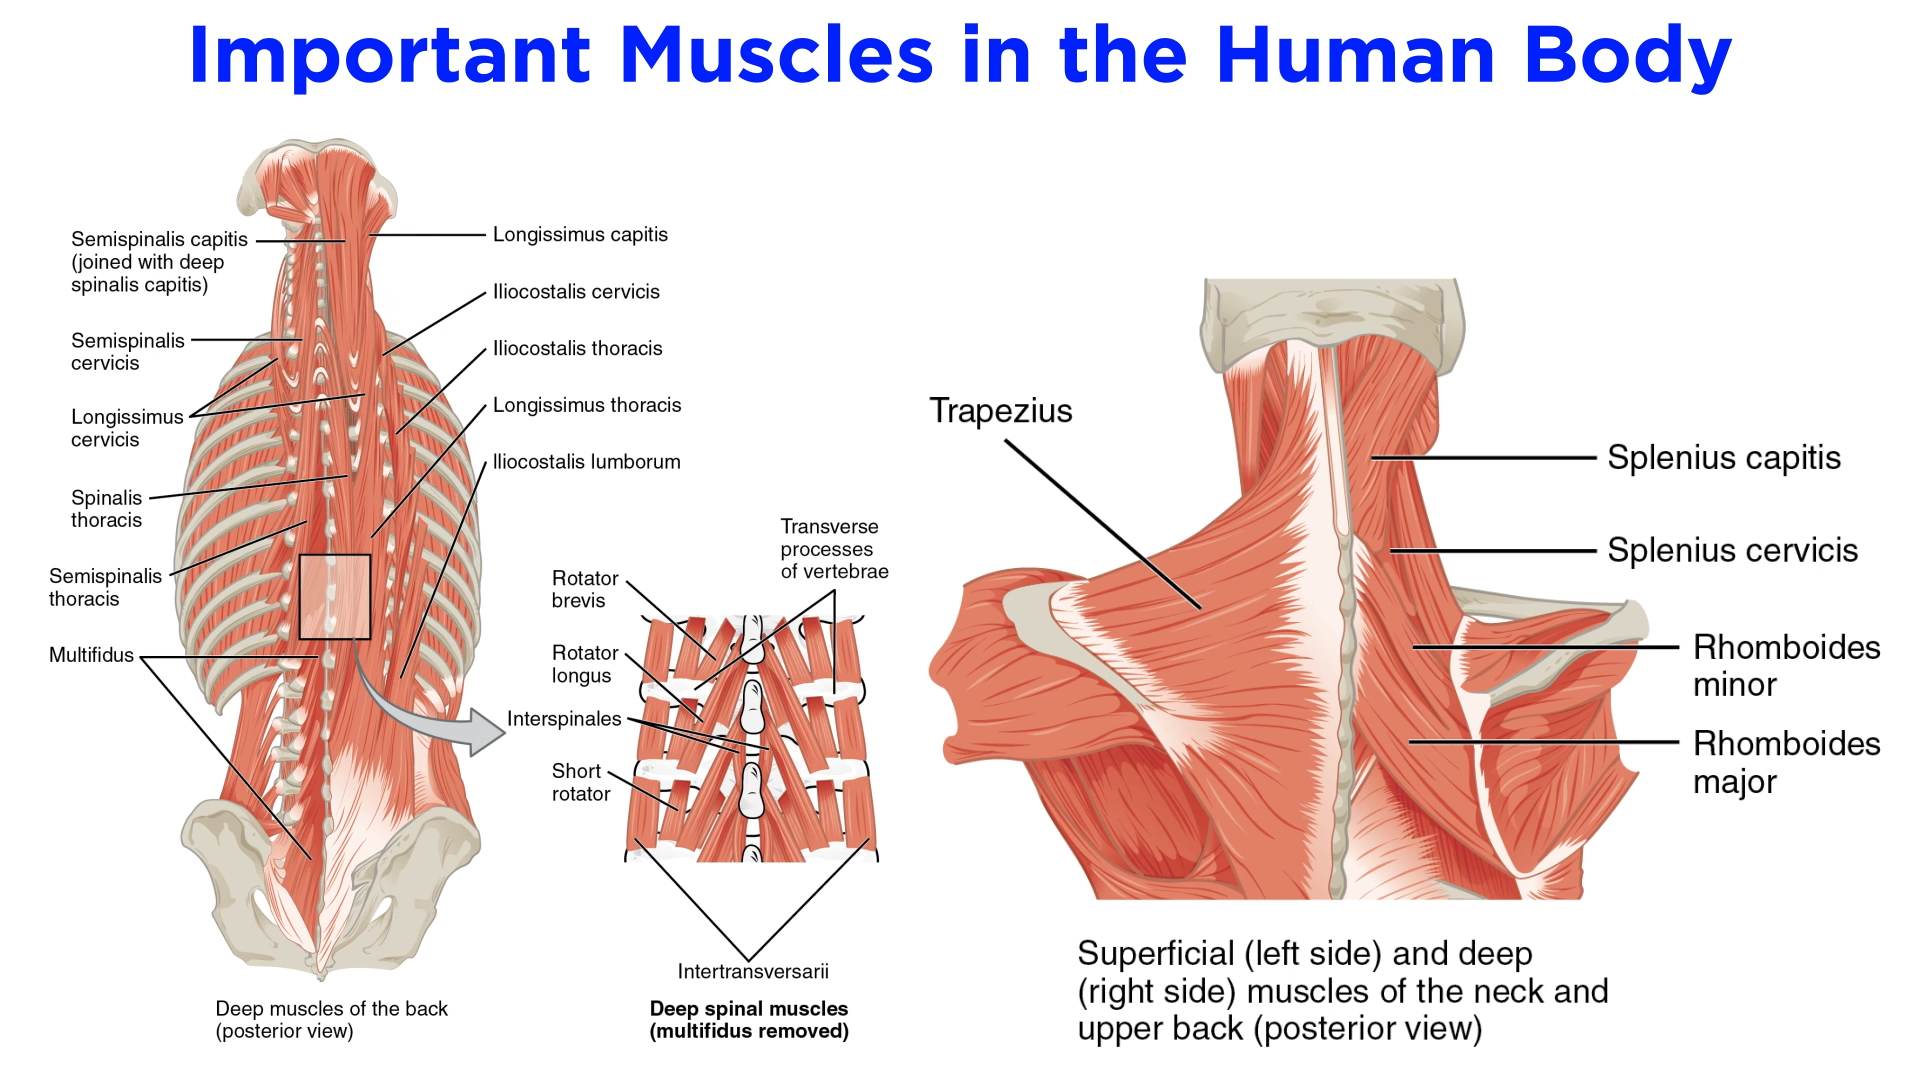 Important Muscles in the Human Body
Semispinalis capitis
(joined with deep
spinalis capitis)
Semispinalis
cervicis
Longissimus
cervicis
Spinalis
thoracis
Semispinalis
thoracis
Multifidus
Longissimus capitis
Iliocostalis cervicis
Iliocostalis thoracis
Longissimus thoracis
Iliocostalis lumborum
Deep muscles of the back
(posterior view)
Transverse
processes
of vertebrae
Rotator
brevis
Rotator
longus
Interspinales
Short
rotator
Intertransversarii
Deep spinal muscles
(multifidus removed)
Trapezius
Splenius capitis
Splenius cervicis
Rhomboides
minor
Rhomboides
major
Superficial (left side) and deep
(right side) muscles of the neck and
upper back (posterior view)